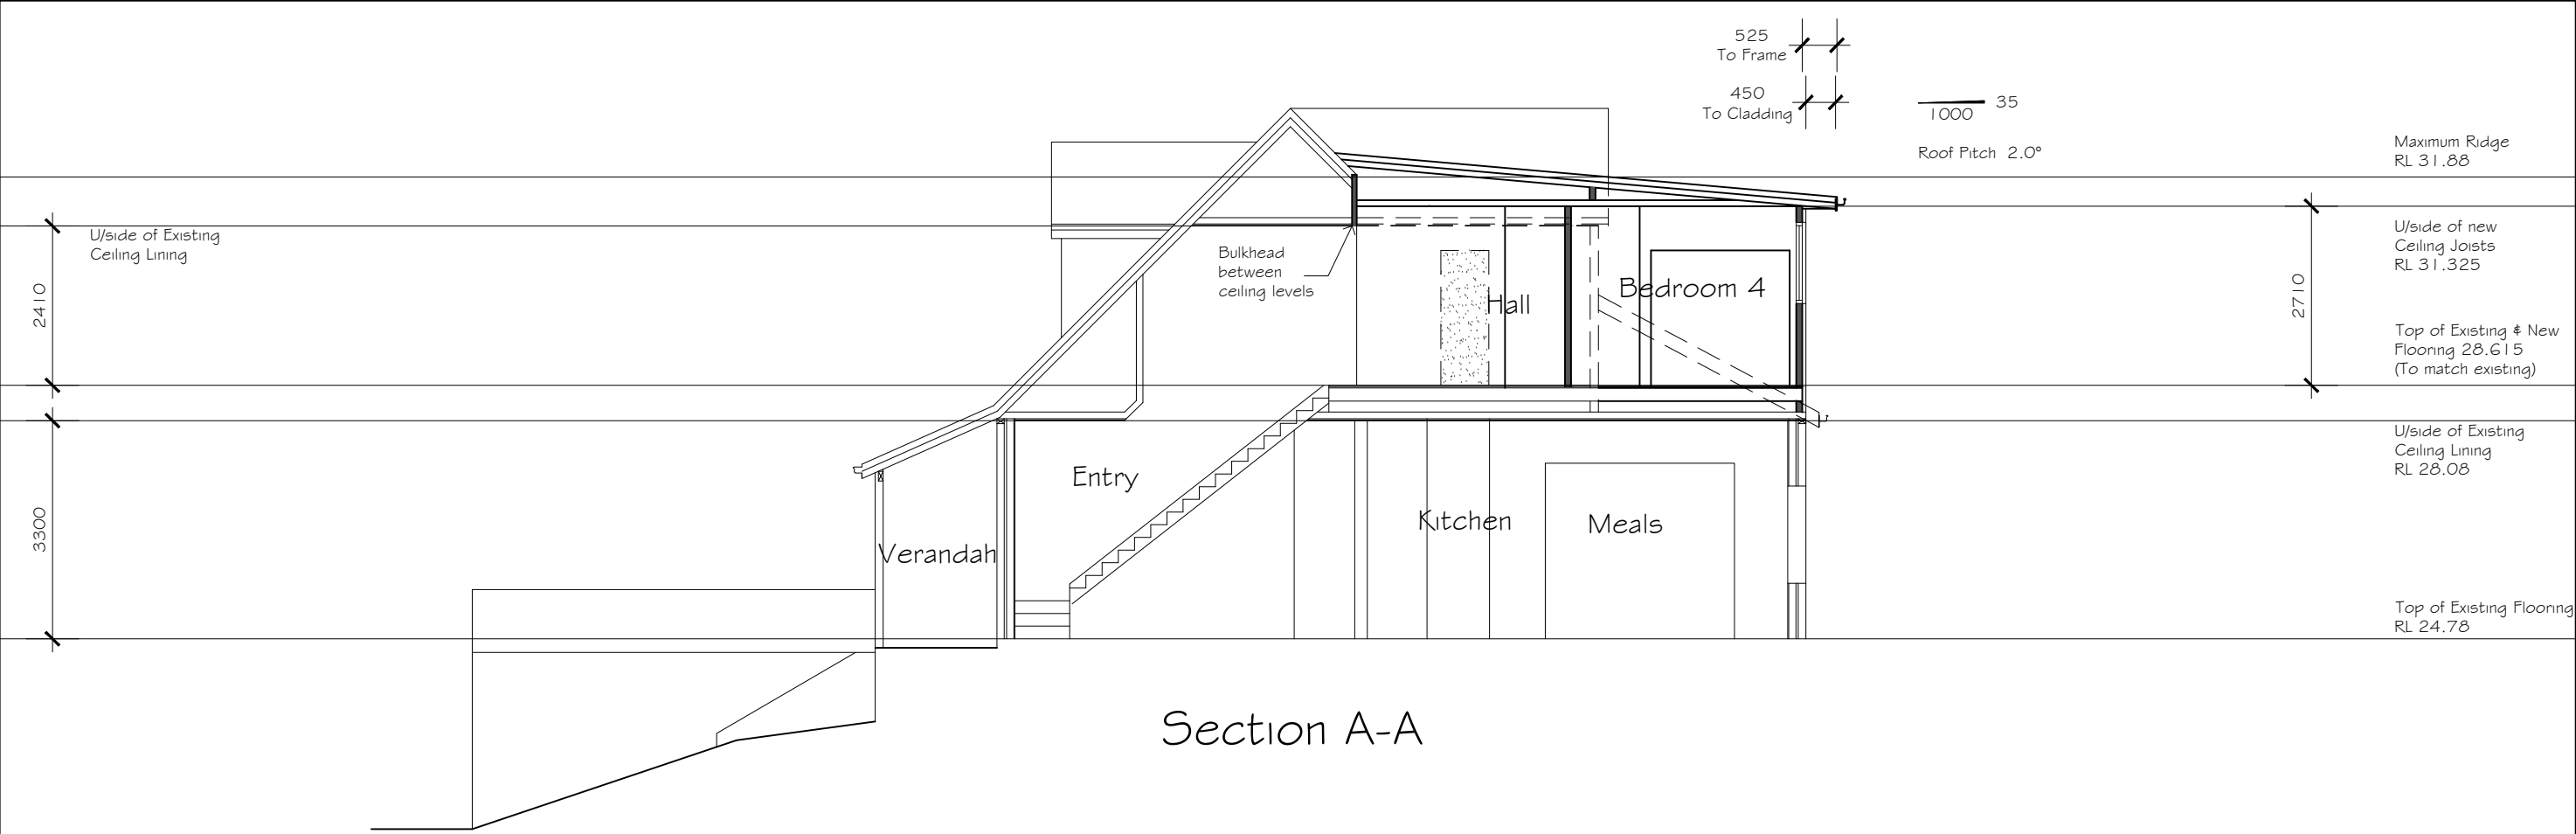 525
To Frame
450
To Cladding
35
1000
Roof Pitch 2.0°
Maximum Ridge
RL 31.88
U/side of Existing
Ceiling Lining
U/side of new
Ceiling Joists
RL 31.325
Bulkhead
between
ceiling levels
2410
Hall
Bedroom 4
2710
Top of Existing & New
Flooring 28.615
(To match existing)
U/side of Existing
Ceiling Lining
RL 28.08
Entry
3300
Verandah
Kitchen
Meals
Top of Existing Flooring
RL 24.78
Section A-A